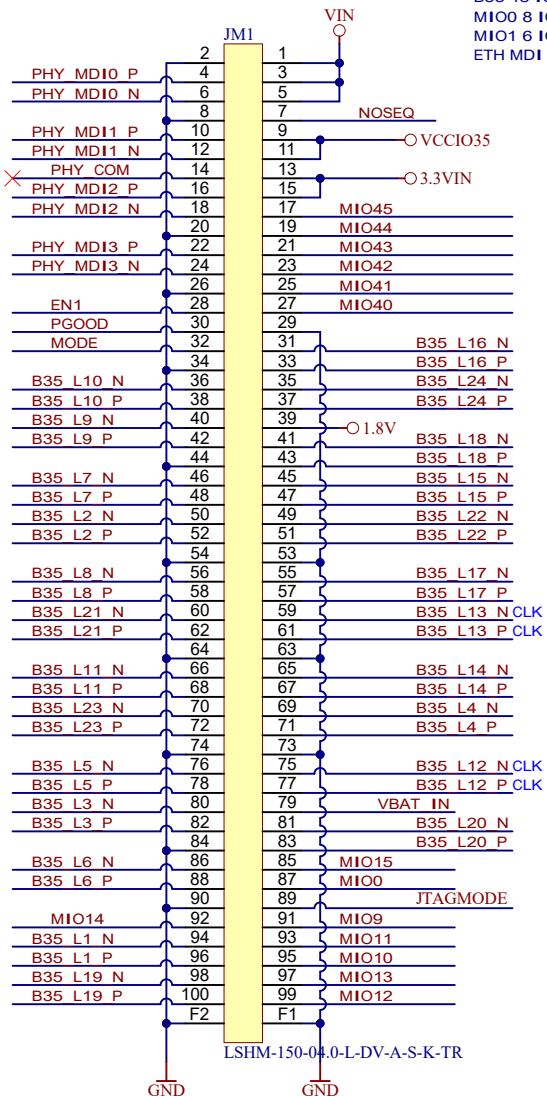 B35 48 IO
MIO0 8 IO
MIO1 6 IO
ETH MDI
VIN
JM1
2 1
PHY_MDI0_P 4 3
PHY_MDI0_N 6 5
8 7 NOSEQ
PHY_MDI1_P 10 9 VCCIO35
PHY_MDI1_N 12 11
PHY_COM 14 13 3.3VIN
PHY_MDI2_P 16 15
PHY_MDI2_N 18 17 MIO45
20 19 MIO44
PHY_MDI3_P 22 21 MIO43
PHY_MDI3_N 24 23 MIO42
26 25 MIO41
EN1 28 27 MIO40
PGOOD 30 29
MODE 32 31 B35_L16_N
34 33 B35_L16_P
B35_L10_N 36 35 B35_L24_N
B35_L10_P 38 37 B35_L24_P
B35_L9_N 40 39 1.8V
B35_L9_P 42 41 B35_L18_N
44 43 B35_L18_P
B35_L7_N 46 45 B35_L15_N
B35_L7_P 48 47 B35_L15_P
B35_L2_N 50 49 B35_L22_N
B35_L2_P 52 51 B35_L22_P
54 53
B35_L8_N 56 55 B35_L17_N
B35_L8_P 58 57 B35_L17_P
B35_L21_N 60 59 B35_L13_N CLK
B35_L21_P 62 61 B35_L13_P CLK
64 63
B35_L11_N 66 65 B35_L14_N
B35_L11_P 68 67 B35_L14_P
B35_L23_N 70 69 B35_L4_N
B35_L23_P 72 71 B35_L4_P
74 73
B35_L5_N 76 75 B35_L12_N CLK
B35_L5_P 78 77 B35_L12_P CLK
B35_L3_N 80 79 VBAT_IN
B35_L3_P 82 81 B35_L20_N
84 83 B35_L20_P
B35_L6_N 86 85 MIO15
B35_L6_P 88 87 MIO0
90 89 JTAGMODE
MIO14 92 91 MIO9
B35_L1_N 94 93 MIO11
B35_L1_P 96 95 MIO10
B35_L19_N 98 97 MIO13
B35_L19_P 100 99 MIO12
F2 F1
LSHM-150-04.0-L-DV-A-S-K-TR
GND GND